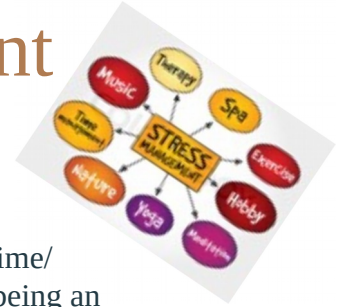 nt
Therapy
Music
Spa
Time
management
STRESS
MANAGEMENT
Exercise
Nature
Hobby
Yoga
Meditation
ime/
being an